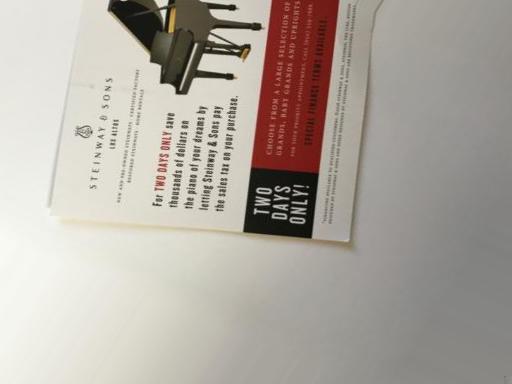 STEINWAY & SONS
LOS ALTOS
NEW AND PRE-OWNED STEINWAYS · CERTIFIED FACTORY
RESTORED STEINWAYS · HOME RENTALS
For TWO DAYS ONLY save
thousands of dollars on
the piano of your dreams by
letting Steinway & Sons pay
the sales tax on your purchase.
TWO
DAYS
ONLY!
CHOOSE FROM A LARGE SELECTION OF
GRANDS, BABY GRANDS AND UPRIGHTS
FOR YOUR PRIORITY APPOINTMENT, CALL
SPECIAL FINANCE TERMS AVAILABLE.